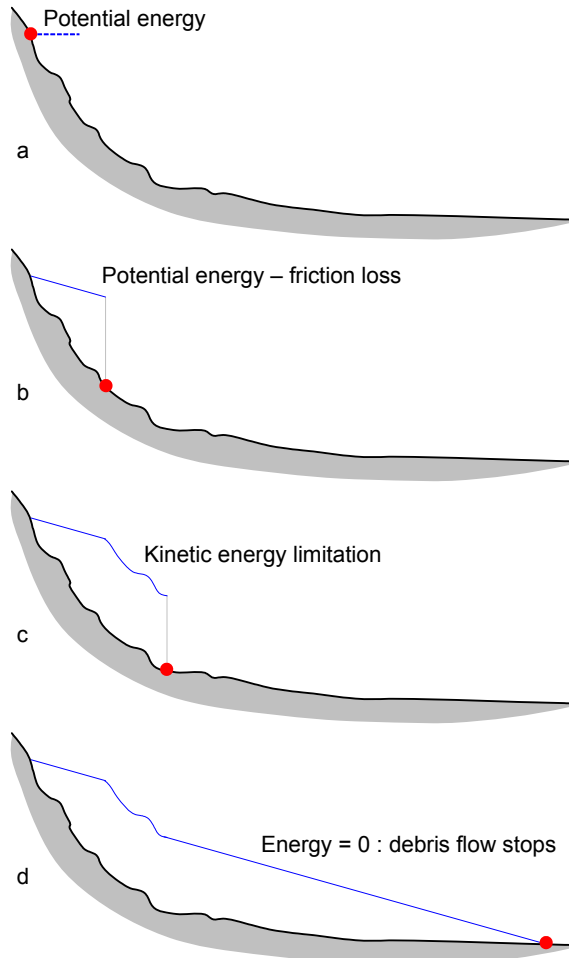 Potential energy
a
Potential energy – friction loss
b
Kinetic energy limitation
c
Energy = 0 : debris flow stops
d